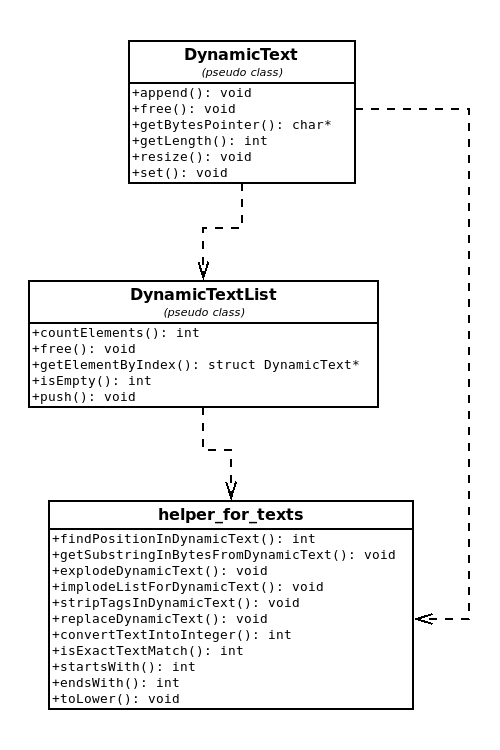 DynamicText
(pseudo class)
+append(): void
+free(): void
+getBytesPointer(): char*
+getLength(): int
+resize(): void
+set(): void
DynamicTextList
(pseudo class)
+countElements(): int
+free(): void
+getElementByIndex(): struct DynamicText*
+isEmpty(): int
+push(): void
helper_for_texts
+findPositionInDynamicText(): int
+getSubstringInBytesFromDynamicText(): void
+explodeDynamicText(): void
+implodeListForDynamicText(): void
+stripTagsInDynamicText(): void
+replaceDynamicText(): void
+convertTextIntoInteger(): int
+isExactTextMatch(): int
+startsWith(): int
+endsWith(): int
+toLower(): void